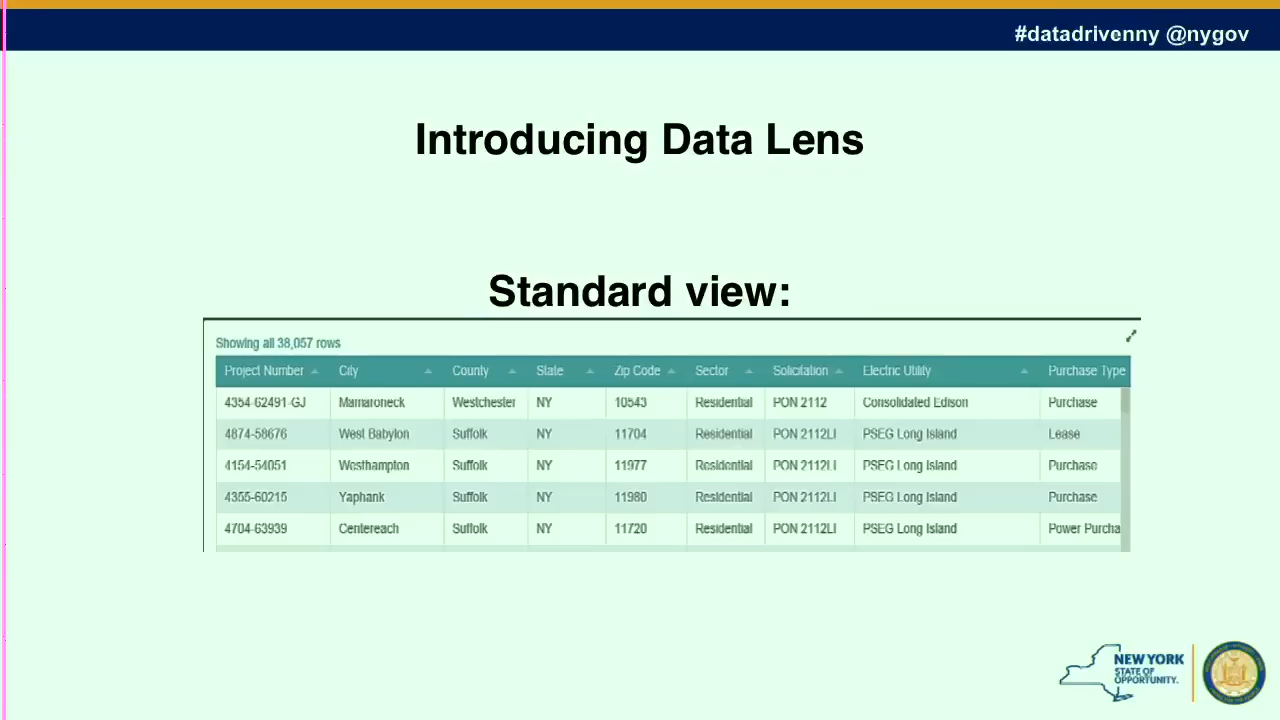 #datadrivenny @nygov
Introducing Data Lens
Standard view:
Showing all 38,057 rows
Project Number City County State Zip Code Sector Solicitation Electric Utility Purchase Type
4354-62491-GJ Mamaroneck Westchester NY 10543 Residential PON 2112 Consolidated Edison Purchase
4874-58676 West Babylon Suffolk NY 11704 Residential PON 2112LI PSEG Long Island Lease
4154-54051 Westhampton Suffolk NY 11977 Residential PON 2112LI PSEG Long Island Purchase
4355-60215 Yaphank Suffolk NY 11980 Residential PON 2112LI PSEG Long Island Purchase
4704-63939 Centereach Suffolk NY 11720 Residential PON 2112LI PSEG Long Island Power Purcha
NEW YORK
STATE OF
OPPORTUNITY.